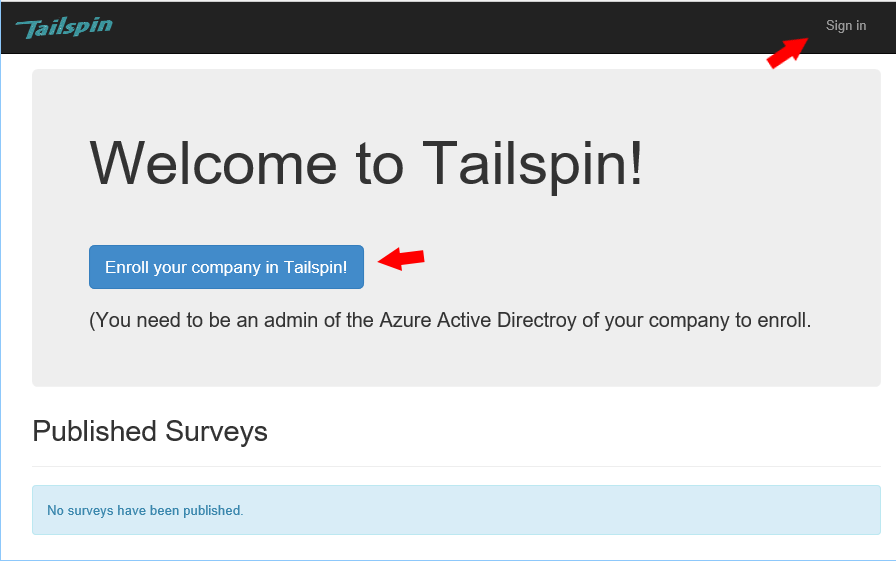 Tailspin
Sign in
Welcome to Tailspin!
Enroll your company in Tailspin!
(You need to be an admin of the Azure Active Directroy of your company to enroll.
Published Surveys
No surveys have been published.